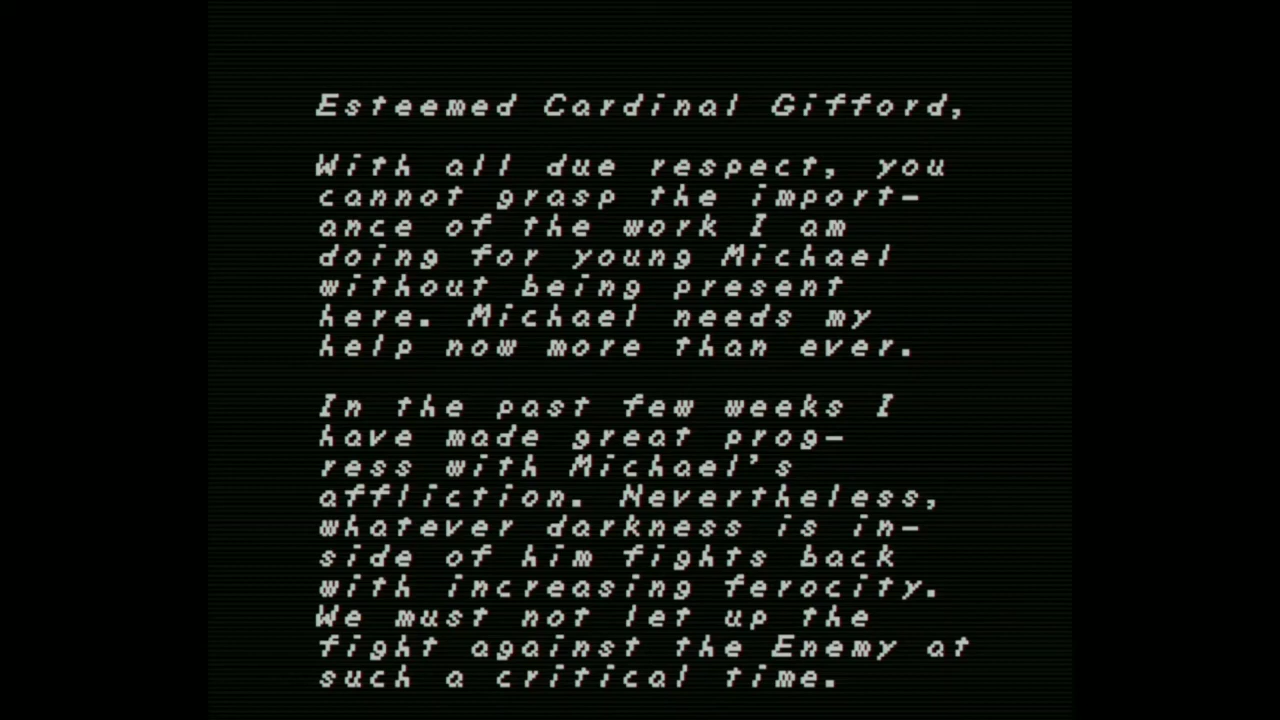 Esteemed Cardinal Gifford,
With all due respect, you
cannot grasp the import-
ance of the work I am
doing for young Michael
without being present
here. Michael needs my
help now more than ever.
In the past few weeks I
have made great prog-
ress with Michael's
affliction. Nevertheless,
whatever darkness is in-
side of him fights back
with increasing ferocity.
We must not let up the
fight against the Enemy at
such a critical time.